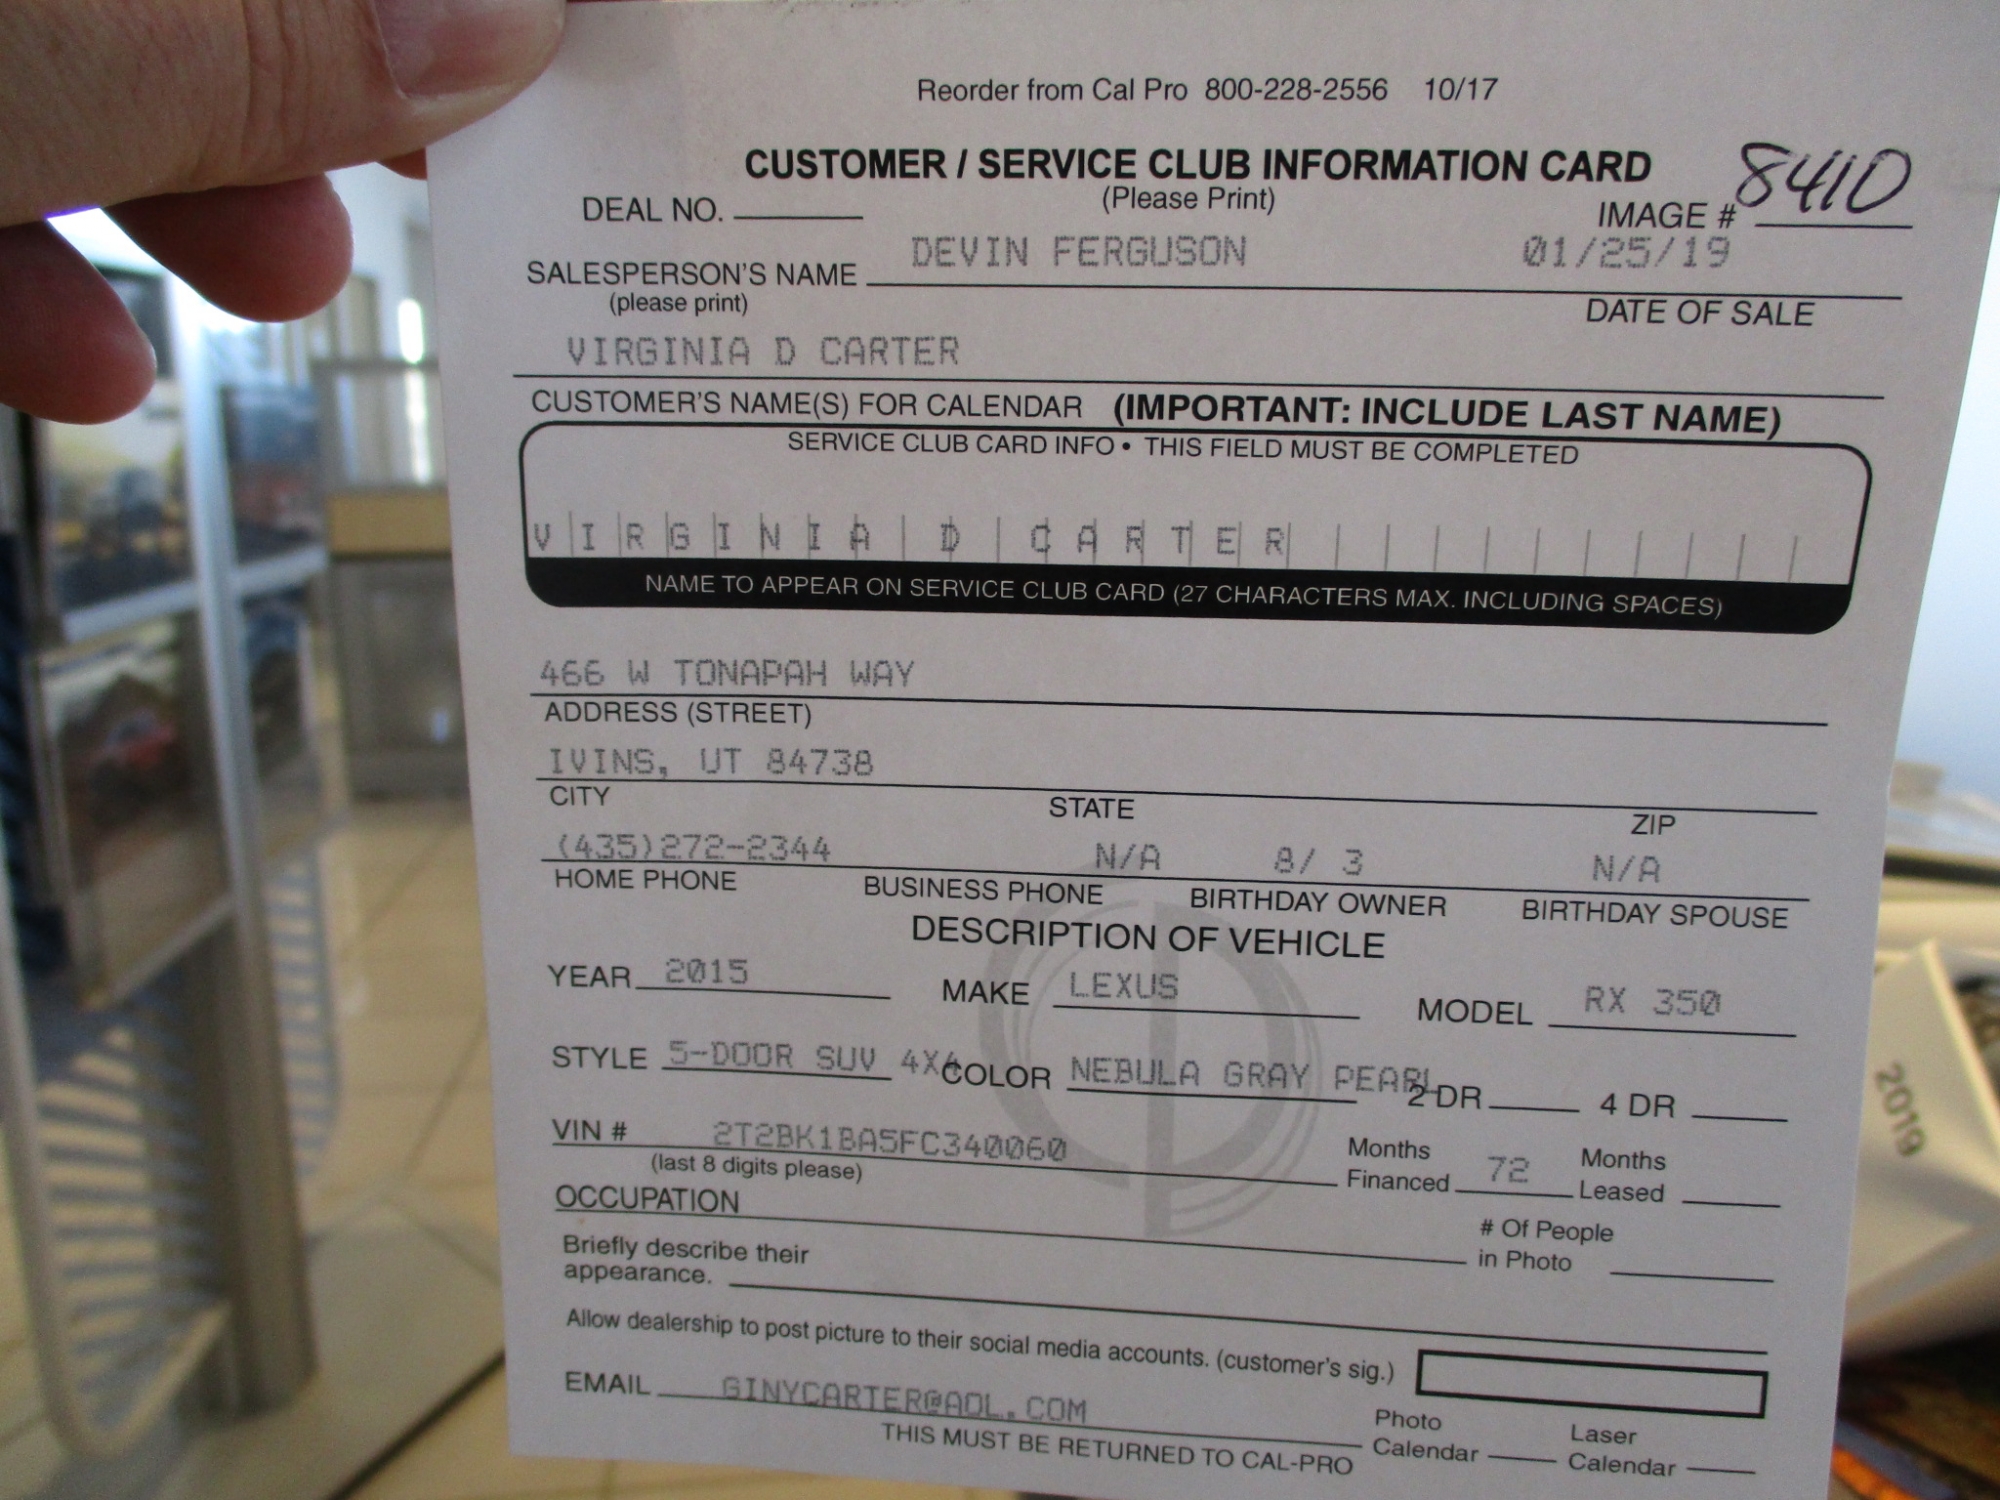 Reorder from Cal Pro 800-228-2556 10/17
CUSTOMER / SERVICE CLUB INFORMATION CARD
(Please Print)
DEAL NO.
IMAGE # 8410
SALESPERSON'S NAME DEVIN FERGUSON 01/25/19
(please print)
DATE OF SALE
VIRGINIA D CARTER
CUSTOMER'S NAME(S) FOR CALENDAR (IMPORTANT: INCLUDE LAST NAME)
SERVICE CLUB CARD INFO • THIS FIELD MUST BE COMPLETED
VIRGINIA D CARTER
NAME TO APPEAR ON SERVICE CLUB CARD (27 CHARACTERS MAX. INCLUDING SPACES)
466 W TONAPAH WAY
ADDRESS (STREET)
IVINS, UT 84738
CITY STATE ZIP
(435)272-2344 N/A 8/ 3 N/A
HOME PHONE BUSINESS PHONE BIRTHDAY OWNER BIRTHDAY SPOUSE
DESCRIPTION OF VEHICLE
YEAR 2015 MAKE LEXUS MODEL RX 350
STYLE 5-DOOR SUV 4X4 COLOR NEBULA GRAY PEARL 2 DR 4 DR
VIN # 2T2BK1BA5FC340060
(last 8 digits please)
Months Financed 72 Months Leased
OCCUPATION
# Of People in Photo
Briefly describe their
appearance.
Allow dealership to post picture to their social media accounts. (customer's sig.)
EMAIL GINYCARTER@AOL.COM
THIS MUST BE RETURNED TO CAL-PRO
Photo Calendar Laser Calendar
2019